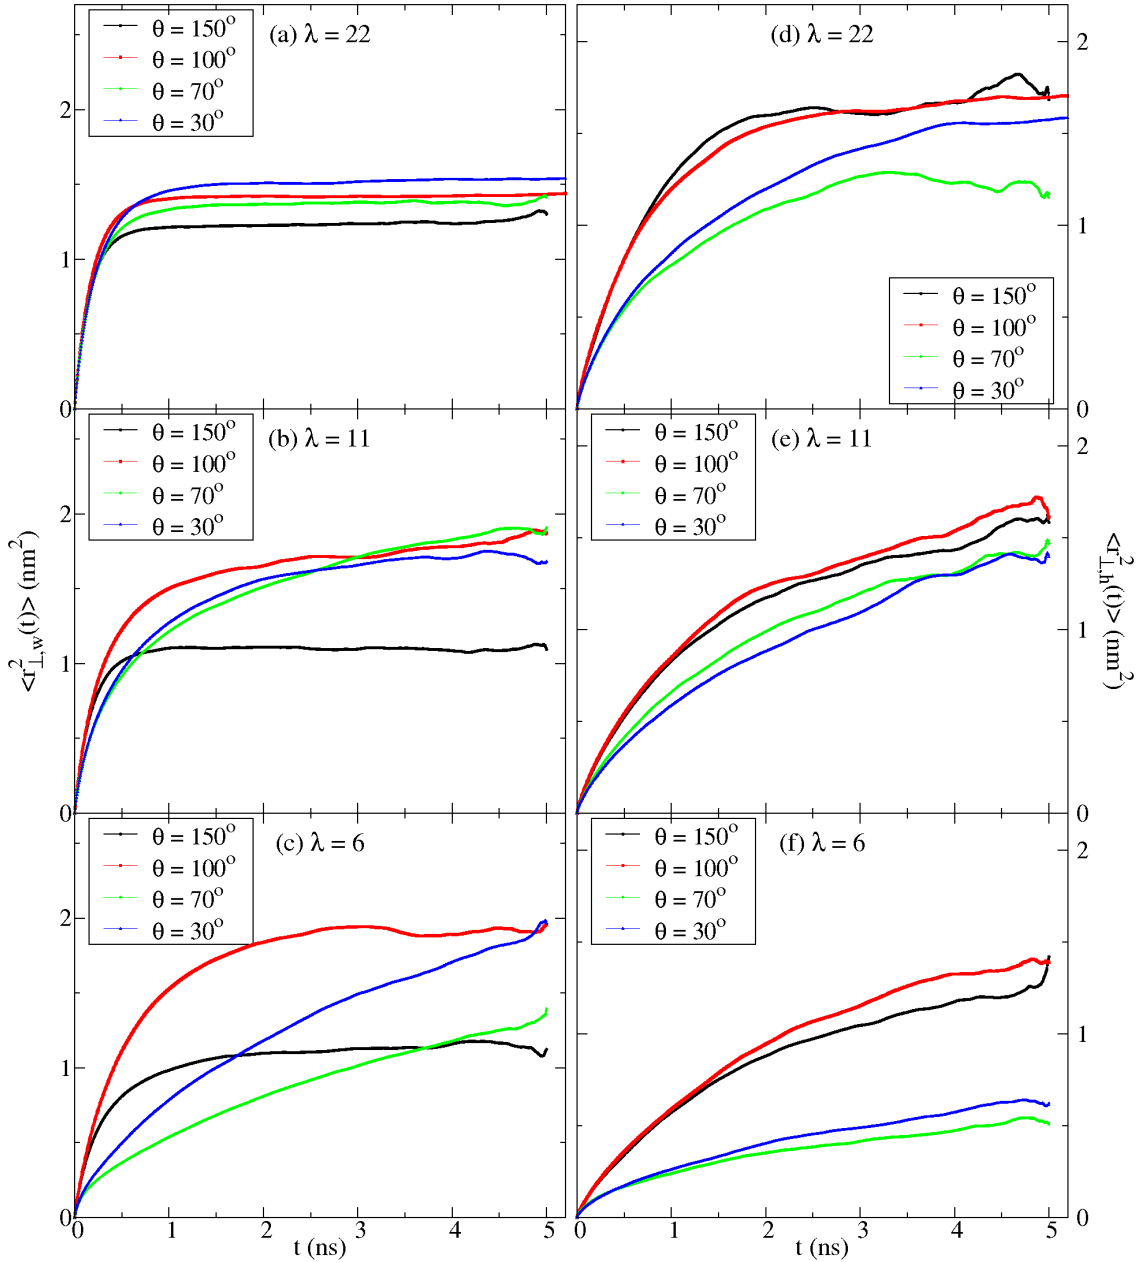 (a) λ = 22
θ = 150°
θ = 100°
θ = 70°
θ = 30°
2
1
0
(d) λ = 22
θ = 150°
θ = 100°
θ = 70°
θ = 30°
2
1
0
(b) λ = 11
θ = 150°
θ = 100°
θ = 70°
θ = 30°
2
1
0
<r²⊥,w(t)> (nm²)
(e) λ = 11
θ = 150°
θ = 100°
θ = 70°
θ = 30°
2
1
0
<r²⊥,h(t)> (nm²)
(c) λ = 6
θ = 150°
θ = 100°
θ = 70°
θ = 30°
2
1
0
0 1 2 3 4 5
t (ns)
(f) λ = 6
θ = 150°
θ = 100°
θ = 70°
θ = 30°
2
1
0
0 1 2 3 4 5
t (ns)